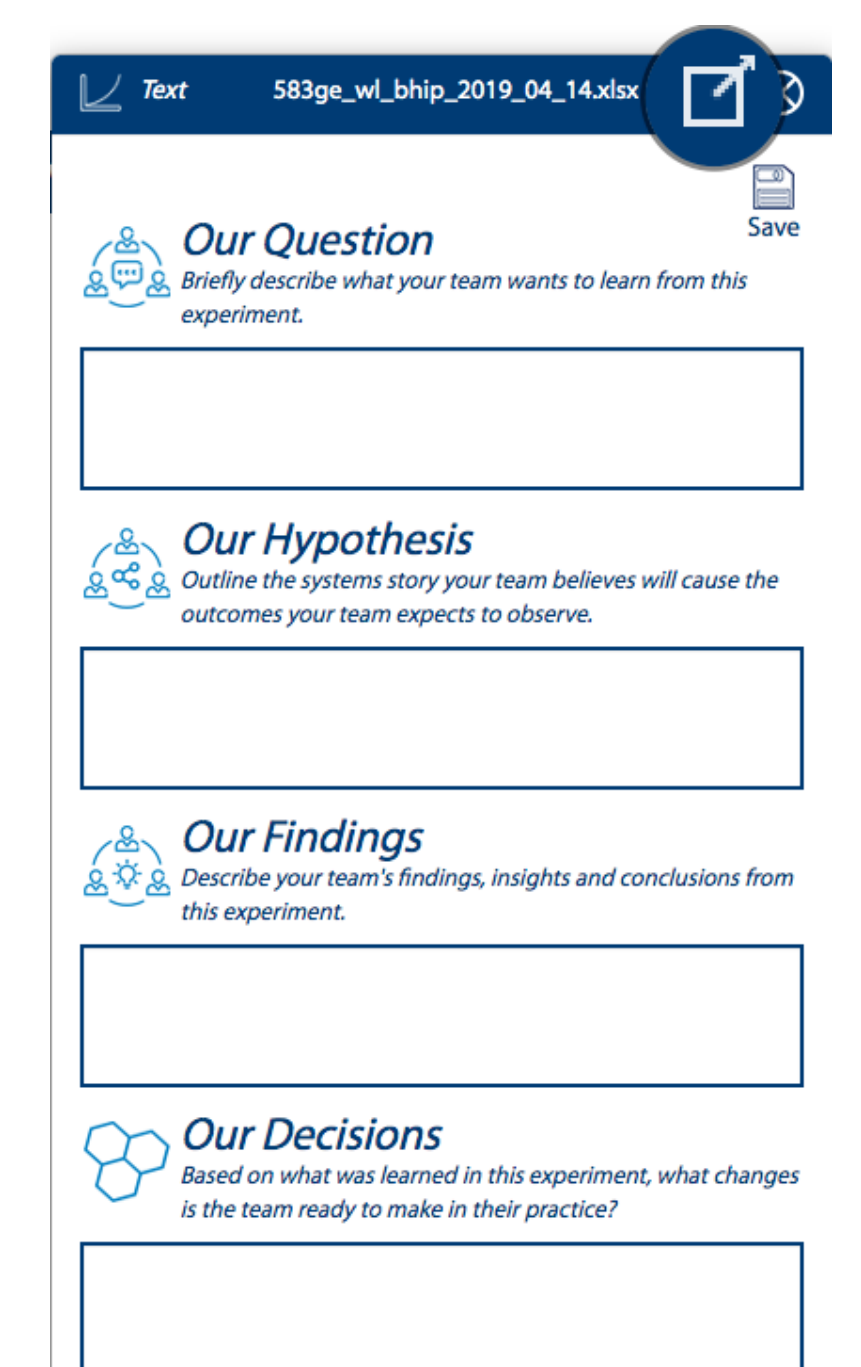 Text 583ge_wl_bhip_2019_04_14.xlsx
Save
Our Question
Briefly describe what your team wants to learn from this
experiment.
Our Hypothesis
Outline the systems story your team believes will cause the
outcomes your team expects to observe.
Our Findings
Describe your team's findings, insights and conclusions from
this experiment.
Our Decisions
Based on what was learned in this experiment, what changes
is the team ready to make in their practice?